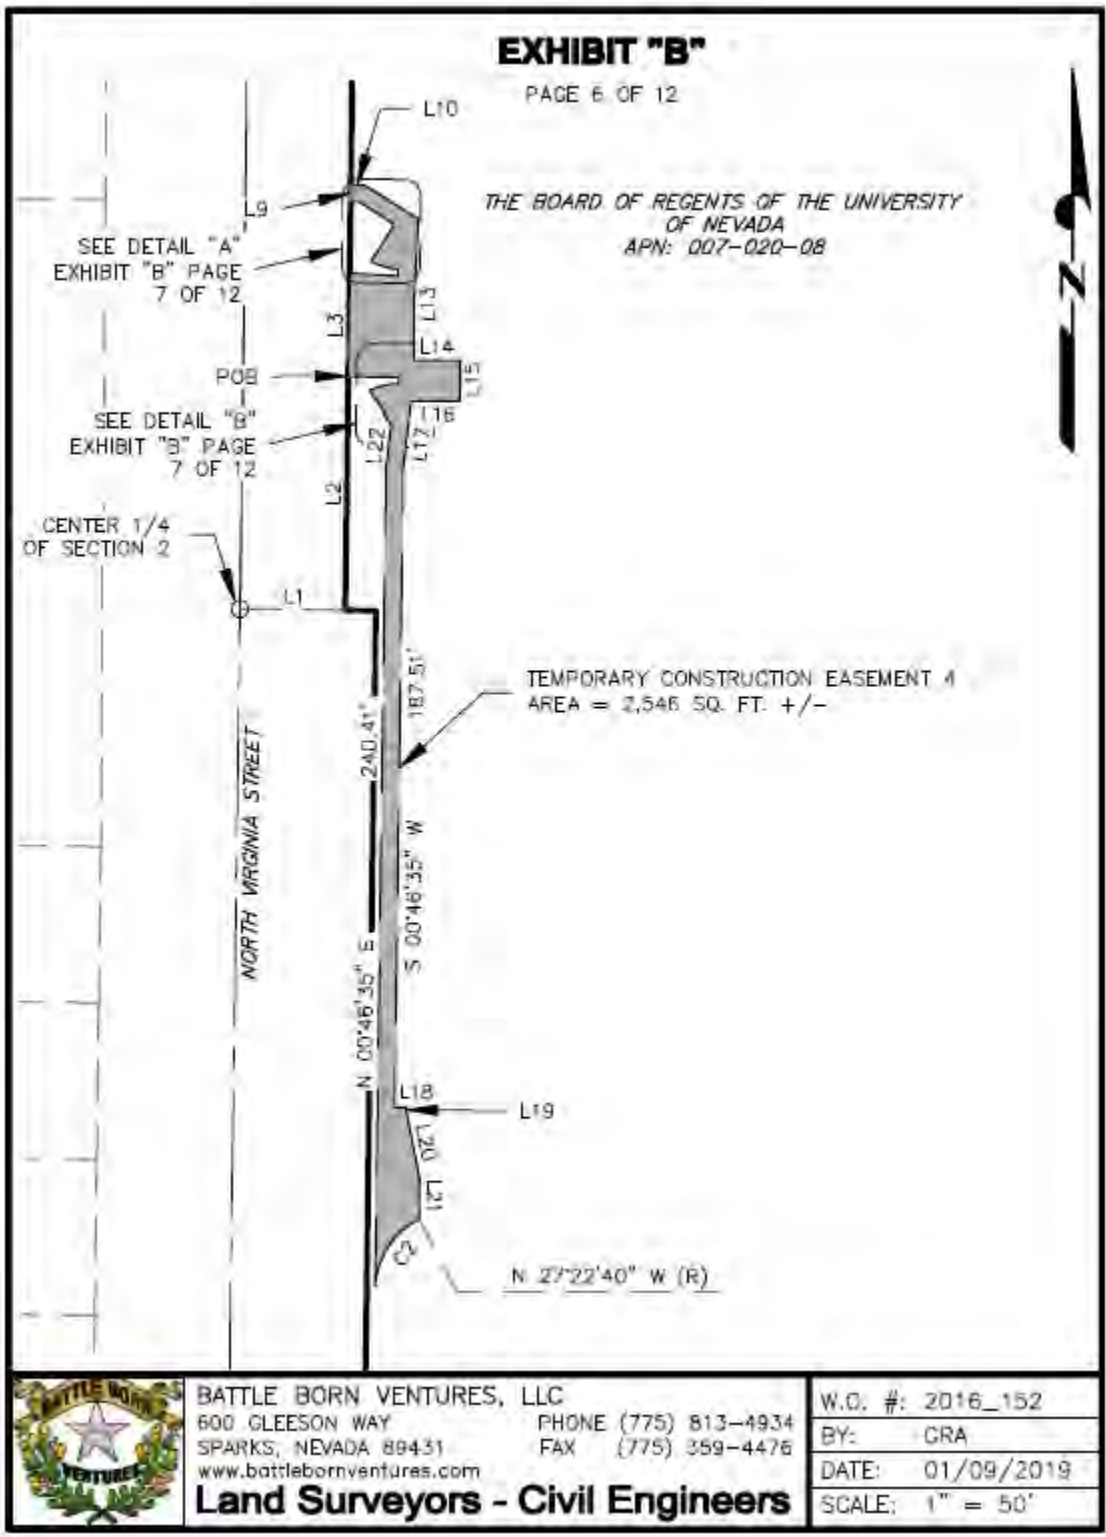 EXHIBIT "B"
PAGE 6 OF 12
L10
THE BOARD OF REGENTS OF THE UNIVERSITY
OF NEVADA
APN: 007-020-08
L9
SEE DETAIL "A"
EXHIBIT "B" PAGE
7 OF 12
L3
L13
L14
POB
L15
SEE DETAIL "B"
EXHIBIT "B" PAGE
7 OF 12
L16
L22
L17
L2
CENTER 1/4
OF SECTION 2
L1
N
TEMPORARY CONSTRUCTION EASEMENT 4
AREA = 2,546 SQ. FT. +/-
187.51'
240.41'
NORTH VIRGINIA STREET
S 00°46'35" W
N 00°46'35" E
L18
L19
L20
L21
C2
N 27°22'40" W (R)
BATTLE BORN
VENTURES
BATTLE BORN VENTURES, LLC
600 GLEESON WAY PHONE (775) 813-4934
SPARKS, NEVADA 89431 FAX (775) 359-4476
www.battlebornventures.com
Land Surveyors - Civil Engineers
W.O. #: 2016_152
BY: GRA
DATE: 01/09/2019
SCALE: 1" = 50'